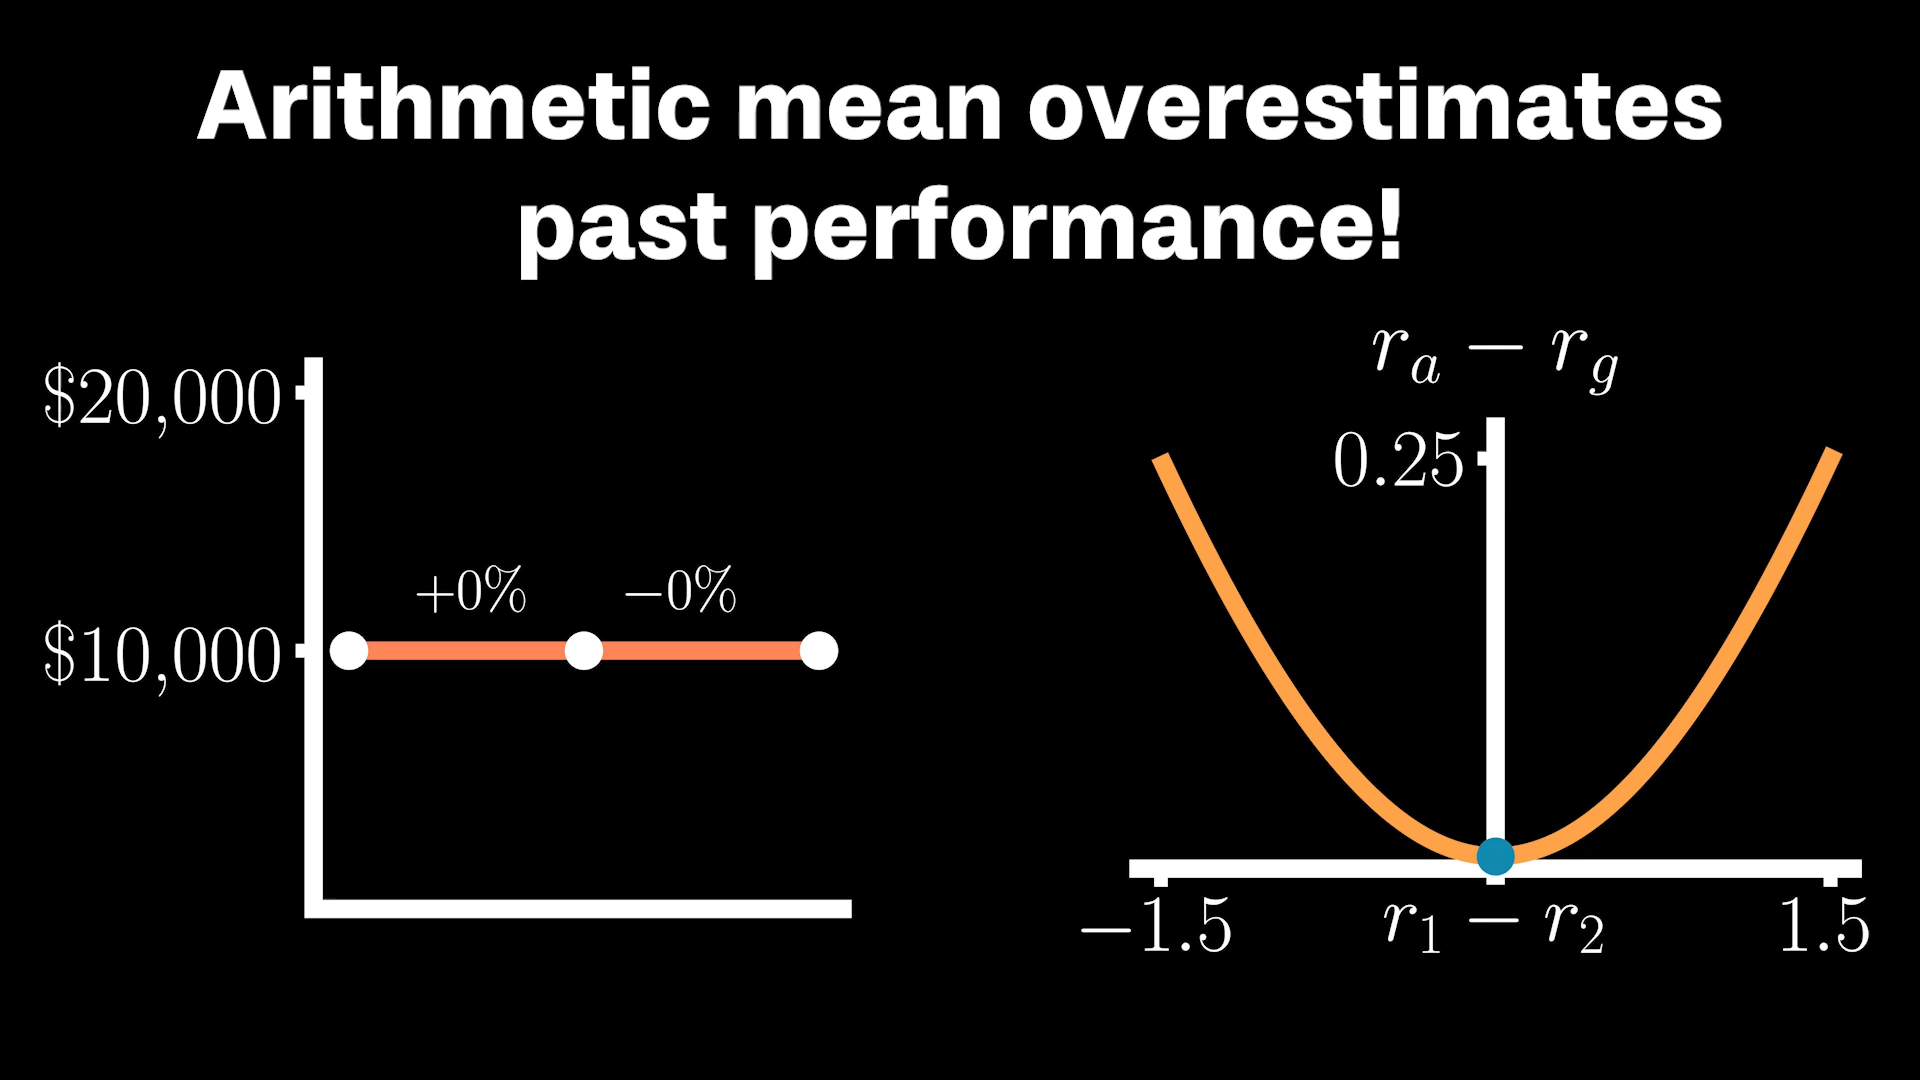 Arithmetic mean overestimates
past performance!
$20,000
$10,000
+0% −0%
r_a − r_g
0.25
−1.5
r_1 − r_2
1.5